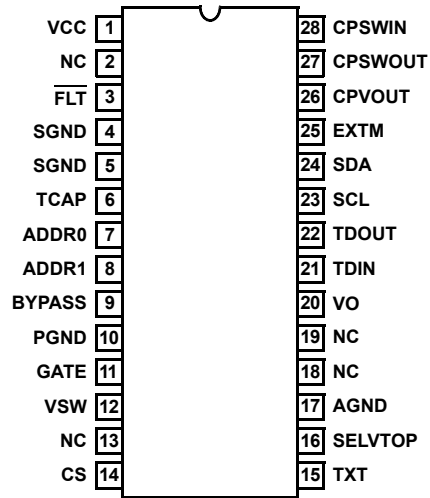 VCC 1 28 CPSWIN
NC 2 27 CPSWOUT
FLT 3 26 CPVOUT
SGND 4 25 EXTM
SGND 5 24 SDA
TCAP 6 23 SCL
ADDR0 7 22 TDOUT
ADDR1 8 21 TDIN
BYPASS 9 20 VO
PGND 10 19 NC
GATE 11 18 NC
VSW 12 17 AGND
NC 13 16 SELVTOP
CS 14 15 TXT